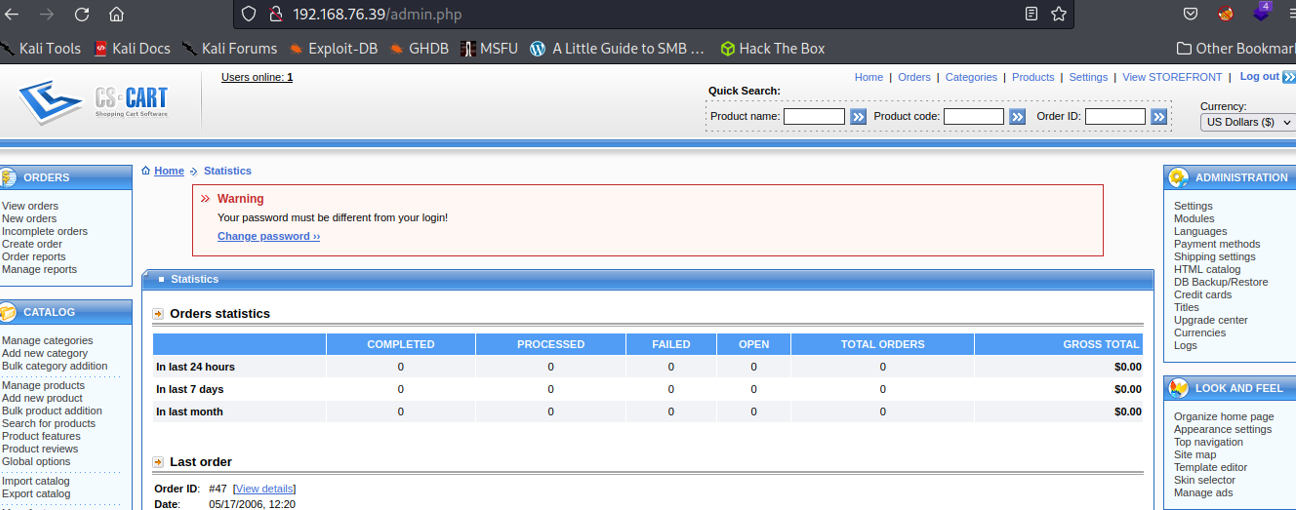 192.168.76.39/admin.php
4
Kali Tools Kali Docs Kali Forums Exploit-DB GHDB MSFU A Little Guide to SMB ... Hack The Box Other Bookmar
CS-CART
Shopping Cart Software
Users online: 1
Home | Orders | Categories | Products | Settings | View STOREFRONT | Log out
Quick Search:
Product name: Product code: Order ID:
Currency:
US Dollars ($)
ORDERS
View orders
New orders
Incomplete orders
Create order
Order reports
Manage reports
CATALOG
Manage categories
Add new category
Bulk category addition
Manage products
Add new product
Bulk product addition
Search for products
Product features
Product reviews
Global options
Import catalog
Export catalog
Home Statistics
Warning
Your password must be different from your login!
Change password ››
Statistics
Orders statistics
COMPLETED PROCESSED FAILED OPEN TOTAL ORDERS GROSS TOTAL
In last 24 hours 0 0 0 0 0 $0.00
In last 7 days 0 0 0 0 0 $0.00
In last month 0 0 0 0 0 $0.00
Last order
Order ID: #47 [View details]
Date: 05/17/2006, 12:20
ADMINISTRATION
Settings
Modules
Languages
Payment methods
Shipping settings
HTML catalog
DB Backup/Restore
Credit cards
Titles
Upgrade center
Currencies
Logs
LOOK AND FEEL
Organize home page
Appearance settings
Top navigation
Site map
Template editor
Skin selector
Manage ads